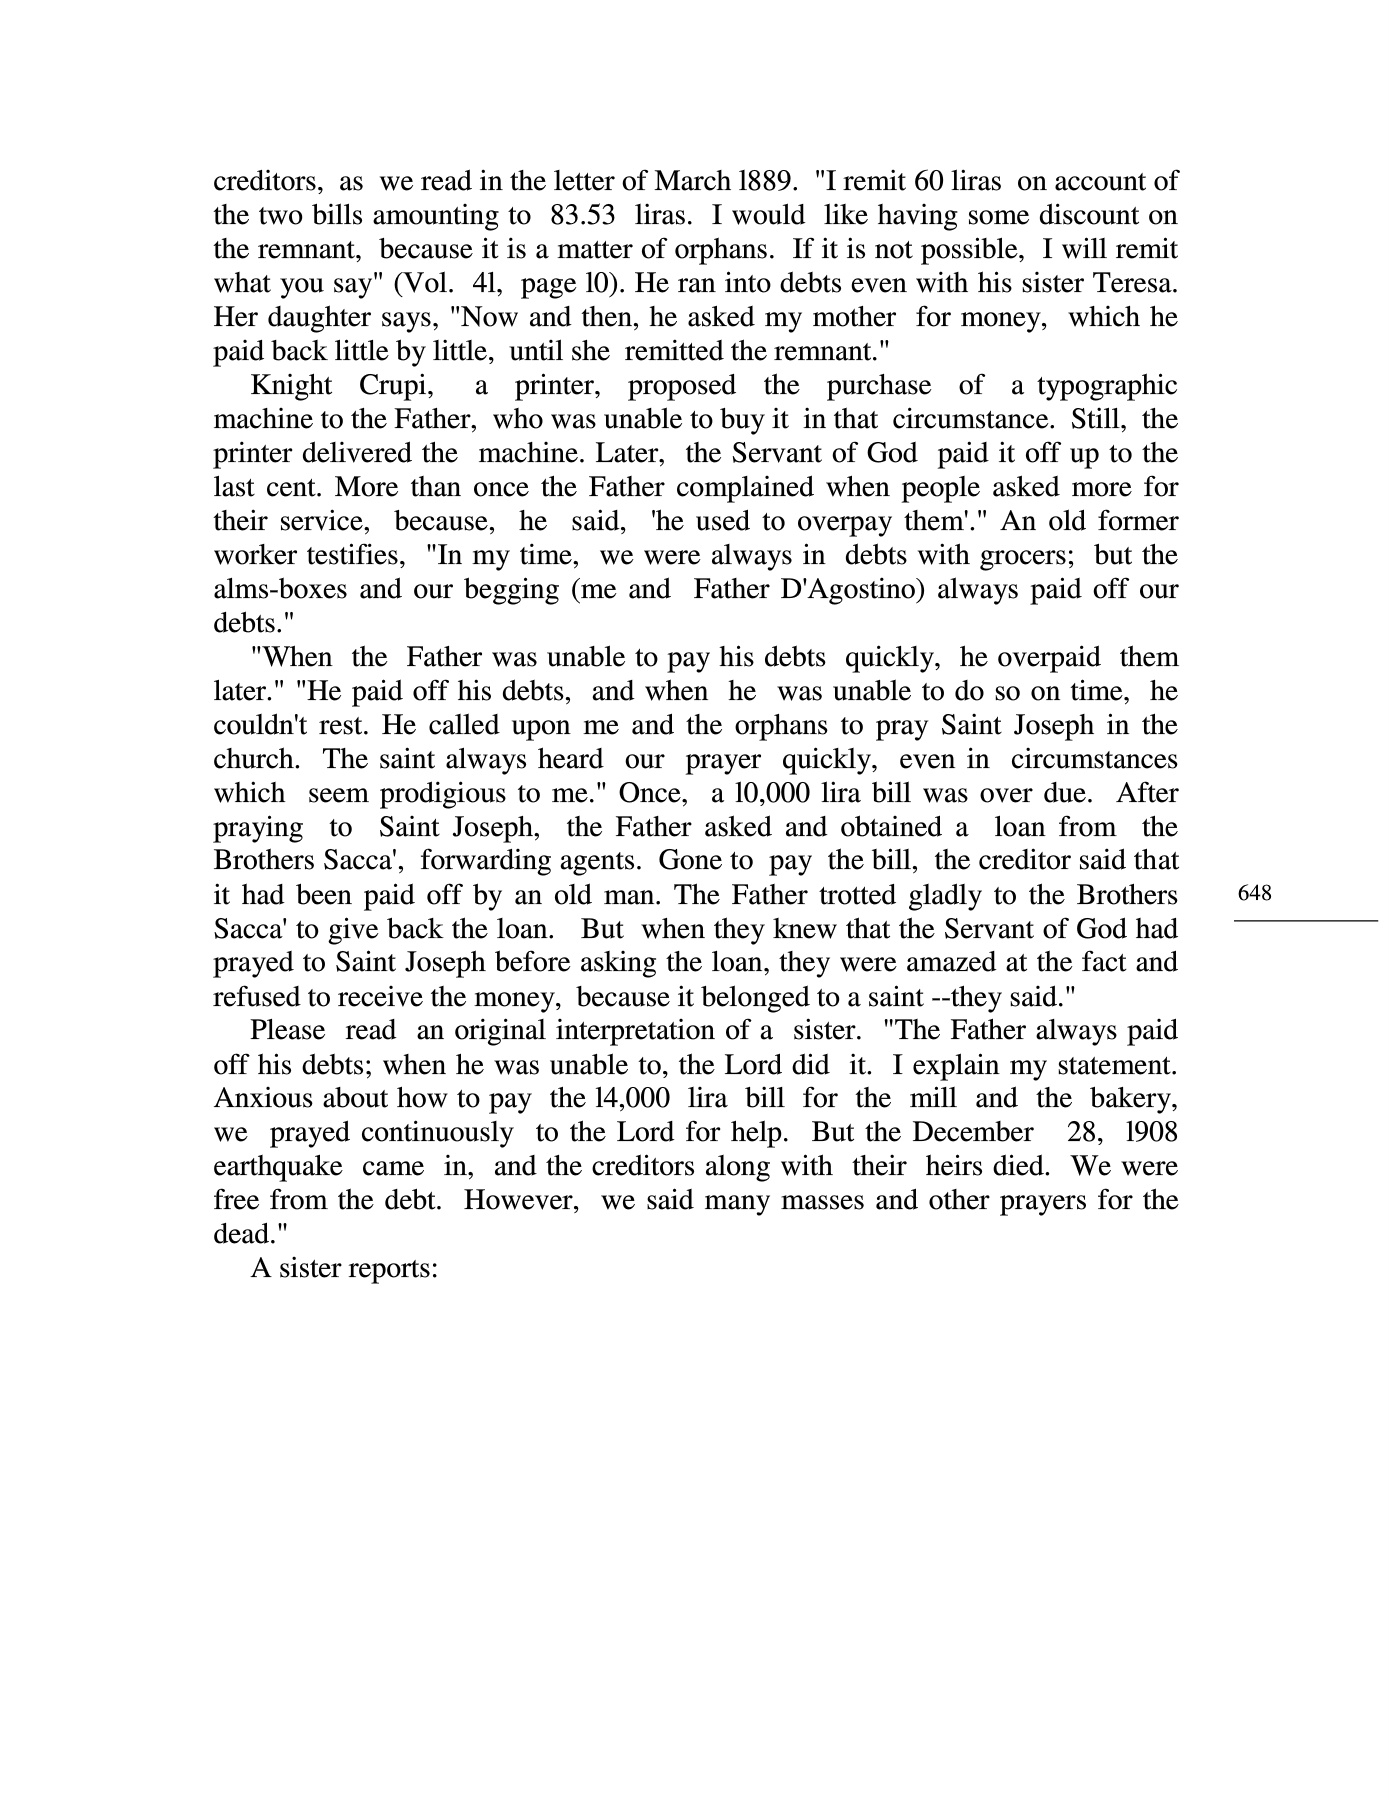 creditors, as we read in the letter of March l889. "I remit 60 liras on account of
the two bills amounting to 83.53 liras. I would like having some discount on
the remnant, because it is a matter of orphans. If it is not possible, I will remit
what you say" (Vol. 4l, page l0). He ran into debts even with his sister Teresa.
Her daughter says, "Now and then, he asked my mother for money, which he
paid back little by little, until she remitted the remnant."
Knight Crupi, a printer, proposed the purchase of a typographic
machine to the Father, who was unable to buy it in that circumstance. Still, the
printer delivered the machine. Later, the Servant of God paid it off up to the
last cent. More than once the Father complained when people asked more for
their service, because, he said, 'he used to overpay them'." An old former
worker testifies, "In my time, we were always in debts with grocers; but the
alms-boxes and our begging (me and Father D'Agostino) always paid off our
debts."
"When the Father was unable to pay his debts quickly, he overpaid them
later." "He paid off his debts, and when he was unable to do so on time, he
couldn't rest. He called upon me and the orphans to pray Saint Joseph in the
church. The saint always heard our prayer quickly, even in circumstances
which seem prodigious to me." Once, a l0,000 lira bill was over due. After
praying to Saint Joseph, the Father asked and obtained a loan from the
Brothers Sacca', forwarding agents. Gone to pay the bill, the creditor said that
it had been paid off by an old man. The Father trotted gladly to the Brothers
Sacca' to give back the loan. But when they knew that the Servant of God had
prayed to Saint Joseph before asking the loan, they were amazed at the fact and
refused to receive the money, because it belonged to a saint --they said."
Please read an original interpretation of a sister. "The Father always paid
off his debts; when he was unable to, the Lord did it. I explain my statement.
Anxious about how to pay the l4,000 lira bill for the mill and the bakery,
we prayed continuously to the Lord for help. But the December 28, l908
earthquake came in, and the creditors along with their heirs died. We were
free from the debt. However, we said many masses and other prayers for the
dead."
A sister reports:
648